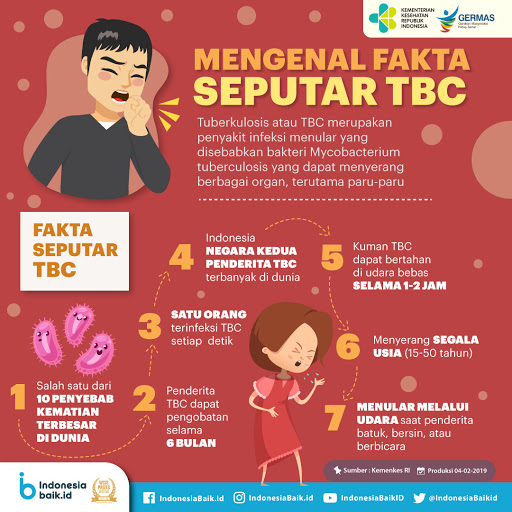 KEMENTERIAN
KESEHATAN
REPUBLIK
INDONESIA
GERMAS
Gerakan Masyarakat
Hidup Sehat
MENGENAL FAKTA
SEPUTAR TBC
Tuberkulosis atau TBC merupakan
penyakit infeksi menular yang
disebabkan bakteri Mycobacterium
tuberculosis yang dapat menyerang
berbagai organ, terutama paru-paru
FAKTA
SEPUTAR
TBC
1
Salah satu dari
10 PENYEBAB
KEMATIAN
TERBESAR
DI DUNIA
2
Penderita
TBC dapat
pengobatan
selama
6 BULAN
3
SATU ORANG
terinfeksi TBC
setiap detik
4
Indonesia
NEGARA KEDUA
PENDERITA TBC
terbanyak di dunia
5
Kuman TBC
dapat bertahan
di udara bebas
SELAMA 1-2 JAM
6
Menyerang SEGALA
USIA (15-50 tahun)
7
MENULAR MELALUI
UDARA saat penderita
batuk, bersin, atau
berbicara
Sumber : Kemenkes RI
Produksi 04-02-2019
Indonesia
baik.id
IndonesiaBaik.id
IndonesiaBaik.id
IndonesiaBaikID
@IndonesiaBaikId